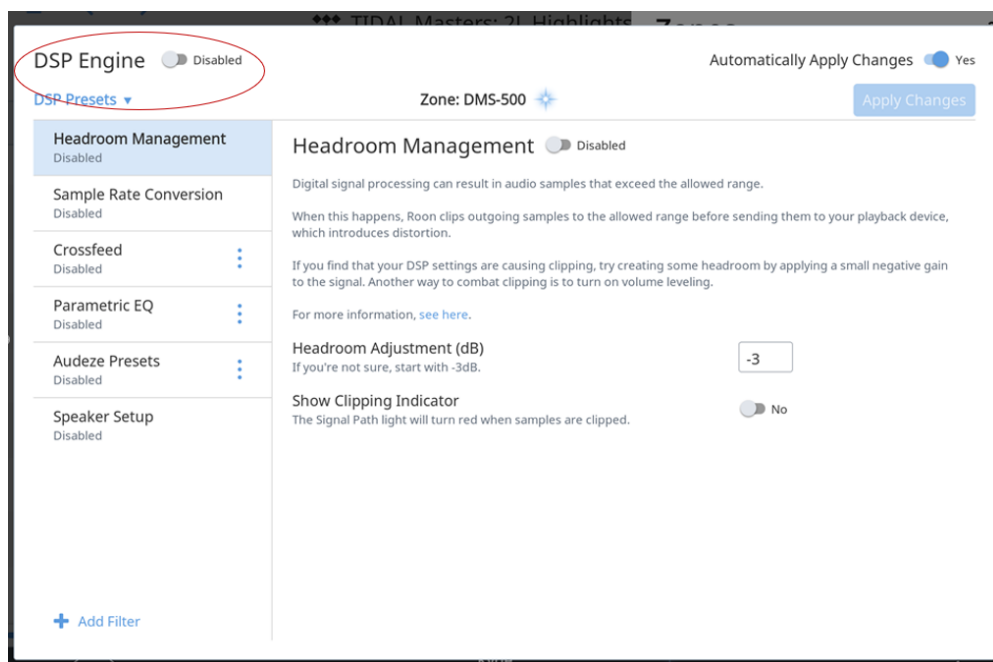 TIDAL Masters: 2L Highlights
Zones
DSP Engine Disabled
Automatically Apply Changes Yes
DSP Presets
Zone: DMS-500
Apply Changes
Headroom Management
Disabled
Sample Rate Conversion
Disabled
Crossfeed
Disabled
Parametric EQ
Disabled
Audeze Presets
Disabled
Speaker Setup
Disabled
Add Filter
Headroom Management Disabled
Digital signal processing can result in audio samples that exceed the allowed range.
When this happens, Roon clips outgoing samples to the allowed range before sending them to your playback device,
which introduces distortion.
If you find that your DSP settings are causing clipping, try creating some headroom by applying a small negative gain
to the signal. Another way to combat clipping is to turn on volume leveling.
For more information, see here.
Headroom Adjustment (dB)
If you're not sure, start with -3dB.
-3
Show Clipping Indicator
The Signal Path light will turn red when samples are clipped.
No